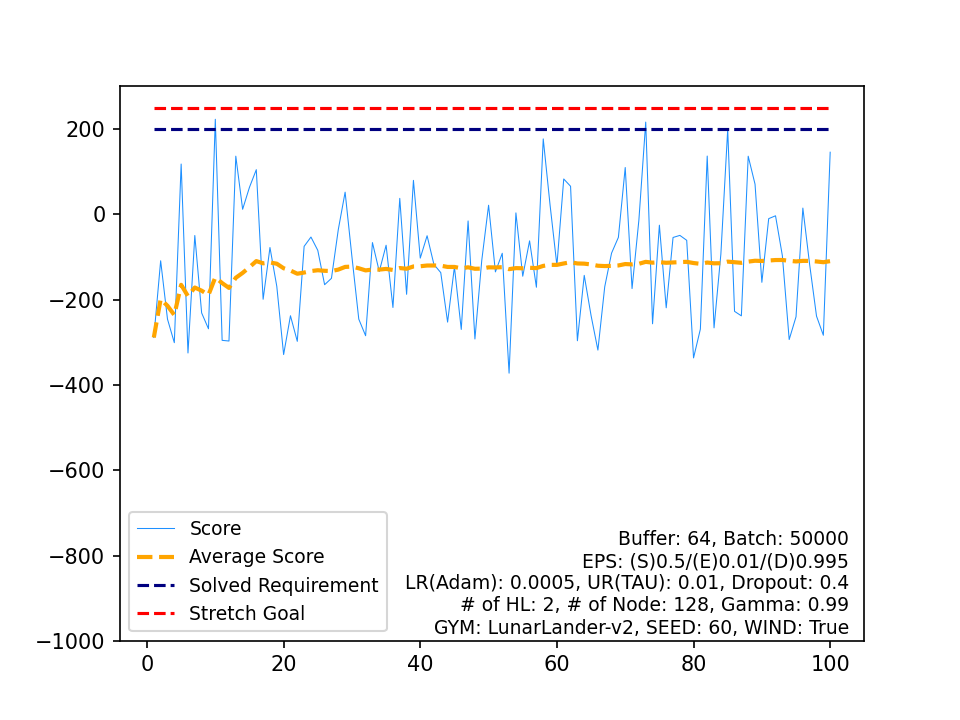 200
0
−200
−400
−600
−800
−1000
0
20
40
60
80
100
Score
Average Score
Solved Requirement
Stretch Goal
Buffer: 64, Batch: 50000
EPS: (S)0.5/(E)0.01/(D)0.995
LR(Adam): 0.0005, UR(TAU): 0.01, Dropout: 0.4
# of HL: 2, # of Node: 128, Gamma: 0.99
GYM: LunarLander-v2, SEED: 60, WIND: True